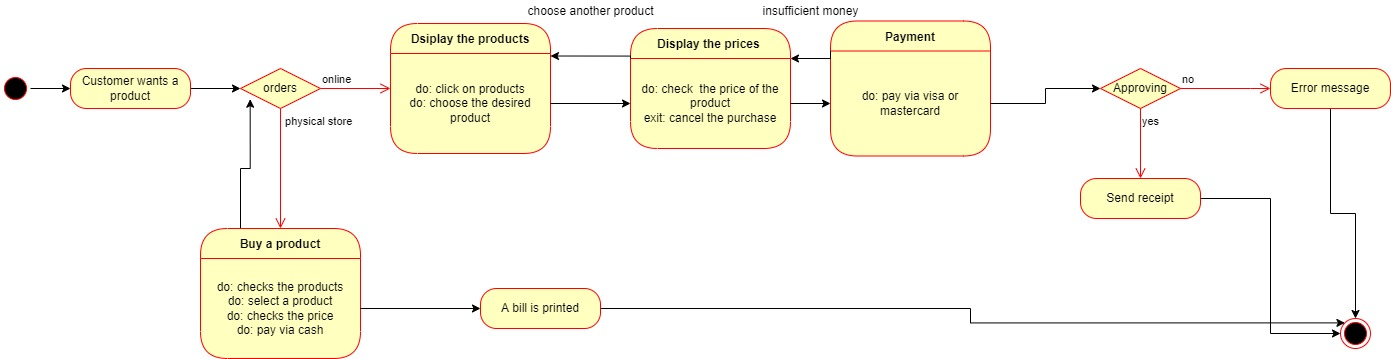 choose another product
insufficient money
Customer wants a
product
orders
online
physical store
Dsiplay the products
do: click on products
do: choose the desired
product
Display the prices
do: check the price of the
product
exit: cancel the purchase
Payment
do: pay via visa or
mastercard
Approving
no
yes
Error message
Send receipt
Buy a product
do: checks the products
do: select a product
do: checks the price
do: pay via cash
A bill is printed